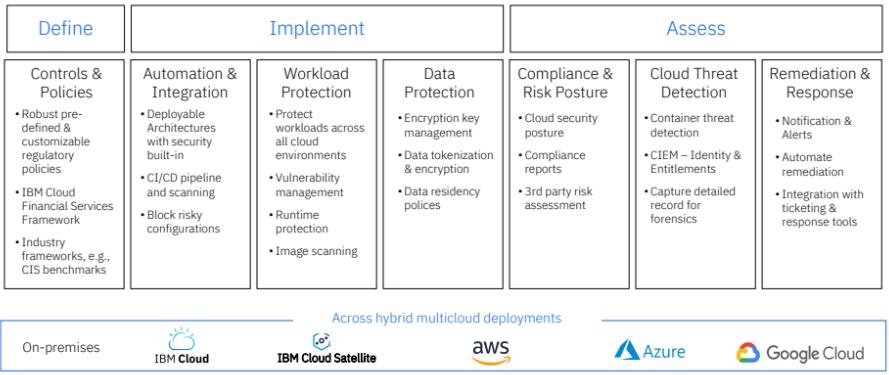 Define
Implement
Assess
Controls &
Policies
• Robust pre-
defined &
customizable
regulatory
policies
• IBM Cloud
Financial Services
Framework
• Industry
frameworks, e.g.,
CIS benchmarks
Automation &
Integration
• Deployable
Architectures
with security
built-in
• CI/CD pipeline
and scanning
• Block risky
configurations
Workload
Protection
• Protect
workloads across
all cloud
environments
• Vulnerability
management
• Runtime
protection
• Image scanning
Data
Protection
• Encryption key
management
• Data tokenization
& encryption
• Data residency
polices
Compliance &
Risk Posture
• Cloud security
posture
• Compliance
reports
• 3rd party risk
assessment
Cloud Threat
Detection
• Container threat
detection
• CIEM – Identity &
Entitlements
• Capture detailed
record for
forensics
Remediation &
Response
• Notification &
Alerts
• Automate
remediation
• Integration with
ticketing &
response tools
Across hybrid multicloud deployments
On-premises
IBM Cloud
IBM Cloud Satellite
aws
Azure
Google Cloud